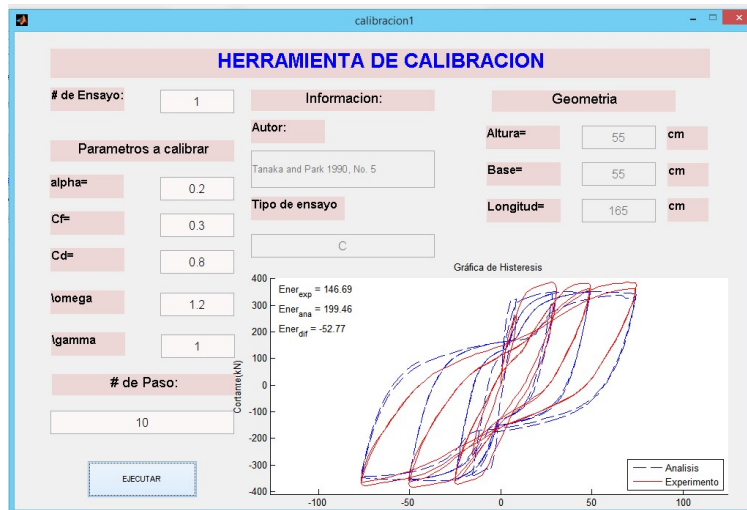 calibracion1
HERRAMIENTA DE CALIBRACION
# de Ensayo:
1
Parametros a calibrar
alpha=
0.2
Cf=
0.3
Cd=
0.8
\omega
1.2
\gamma
1
# de Paso:
10
EJECUTAR
Informacion:
Autor:
Tanaka and Park 1990, No. 5
Tipo de ensayo
C
Geometria
Altura=
55
cm
Base=
55
cm
Longitud=
165
cm
Gráfica de Histeresis
Ener_exp = 146.69
Ener_ana = 199.46
Ener_dif = -52.77
Cortante(kN)
400
300
200
100
0
-100
-200
-300
-400
-100
-50
0
50
100
Analisis
Experimento